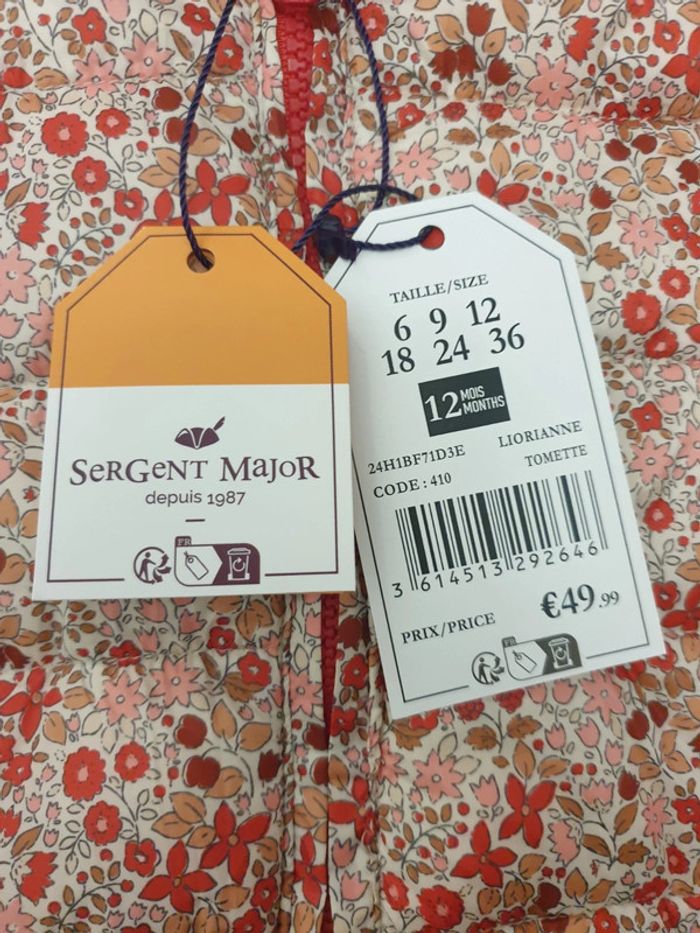 SerGent Major
depuis 1987
FR
TAILLE/SIZE
6 9 12
18 24 36
12 MOIS
MONTHS
24H1BF71D3E LIORIANNE
CODE : 410 TOMETTE
3 614513 292646
PRIX/PRICE €49.99
FR